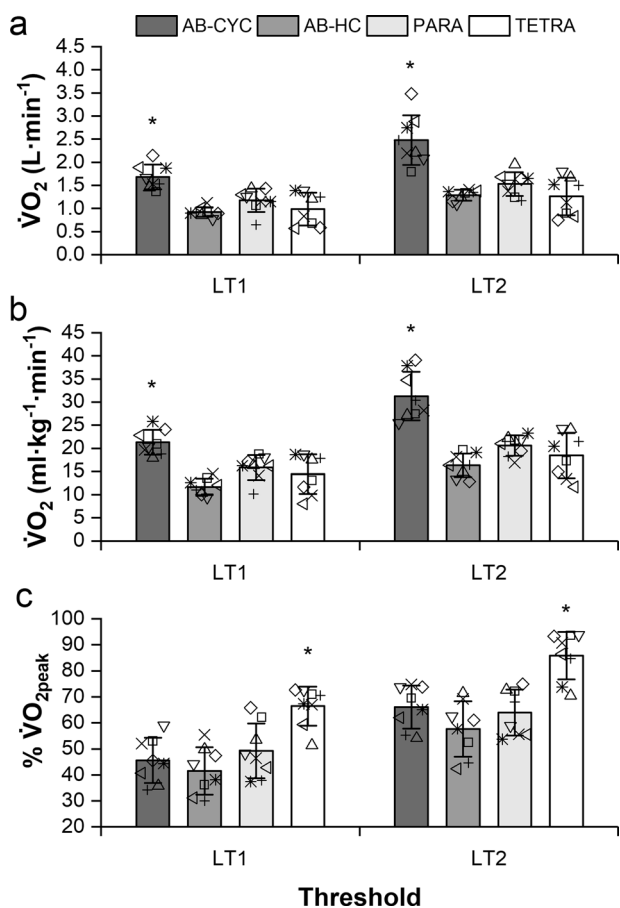 a
AB-CYC AB-HC PARA TETRA
V̇O₂ (L·min⁻¹)
4.5
4.0
3.5
3.0
2.5
2.0
1.5
1.0
0.5
0.0
* *
LT1 LT2
b
V̇O₂ (ml·kg⁻¹·min⁻¹)
45
40
35
30
25
20
15
10
5
0
* *
LT1 LT2
c
% V̇O₂peak
100
90
80
70
60
50
40
30
20
* *
LT1 LT2
Threshold